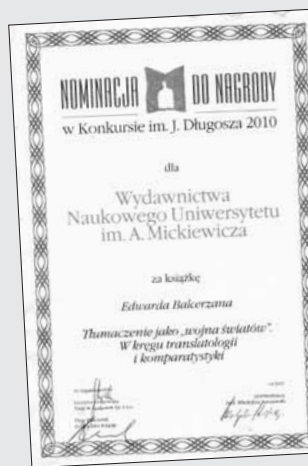 NOMINACJA DO NAGRODY
w Konkursie im. J. Długosza 2010
dla
Wydawnictwa
Naukowego Uniwersytetu
im. A. Mickiewicza
za książkę
Edwarda Balcerzana
Tłumaczenie jako „wojna światów”.
W kręgu translatologii
i komparatystyki